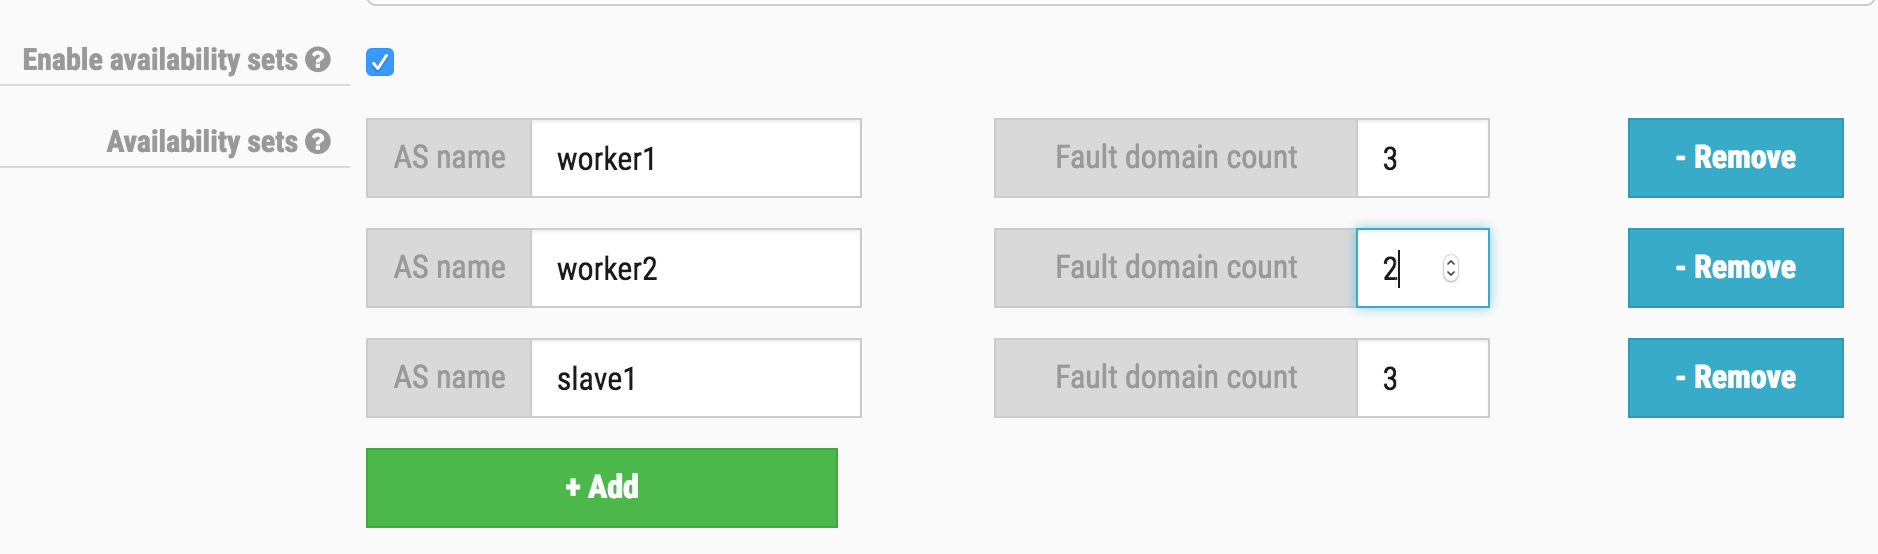 Enable availability sets ?
Availability sets ?
AS name worker1 Fault domain count 3 - Remove
AS name worker2 Fault domain count 2 - Remove
AS name slave1 Fault domain count 3 - Remove
+ Add